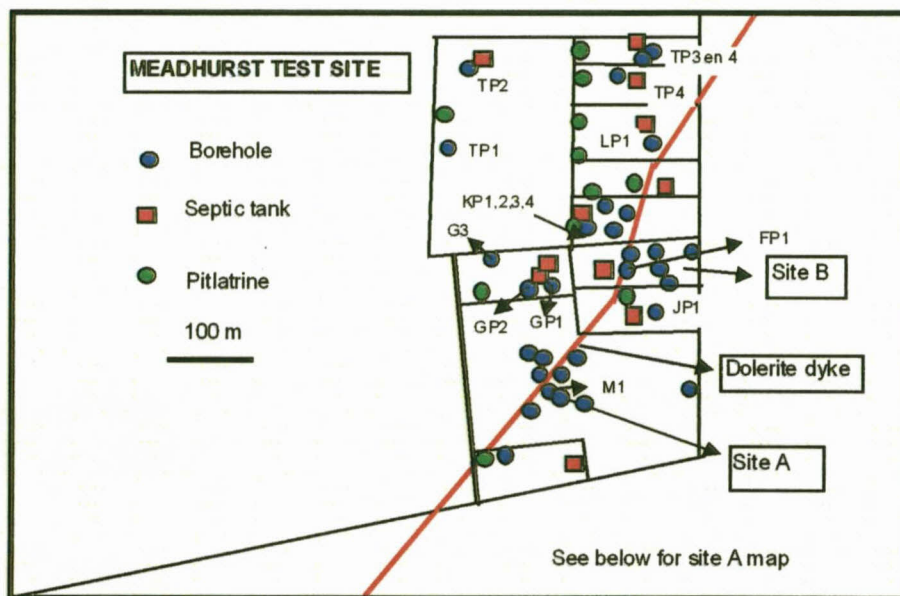 MEADHURST TEST SITE
Borehole
Septic tank
Pitlatrine
100 m
TP3 en 4
TP2
TP4
TP1
LP1
KP1,2,3,4
G3
FP1
Site B
JP1
GP2
GP1
Dolerite dyke
M1
Site A
See below for site A map